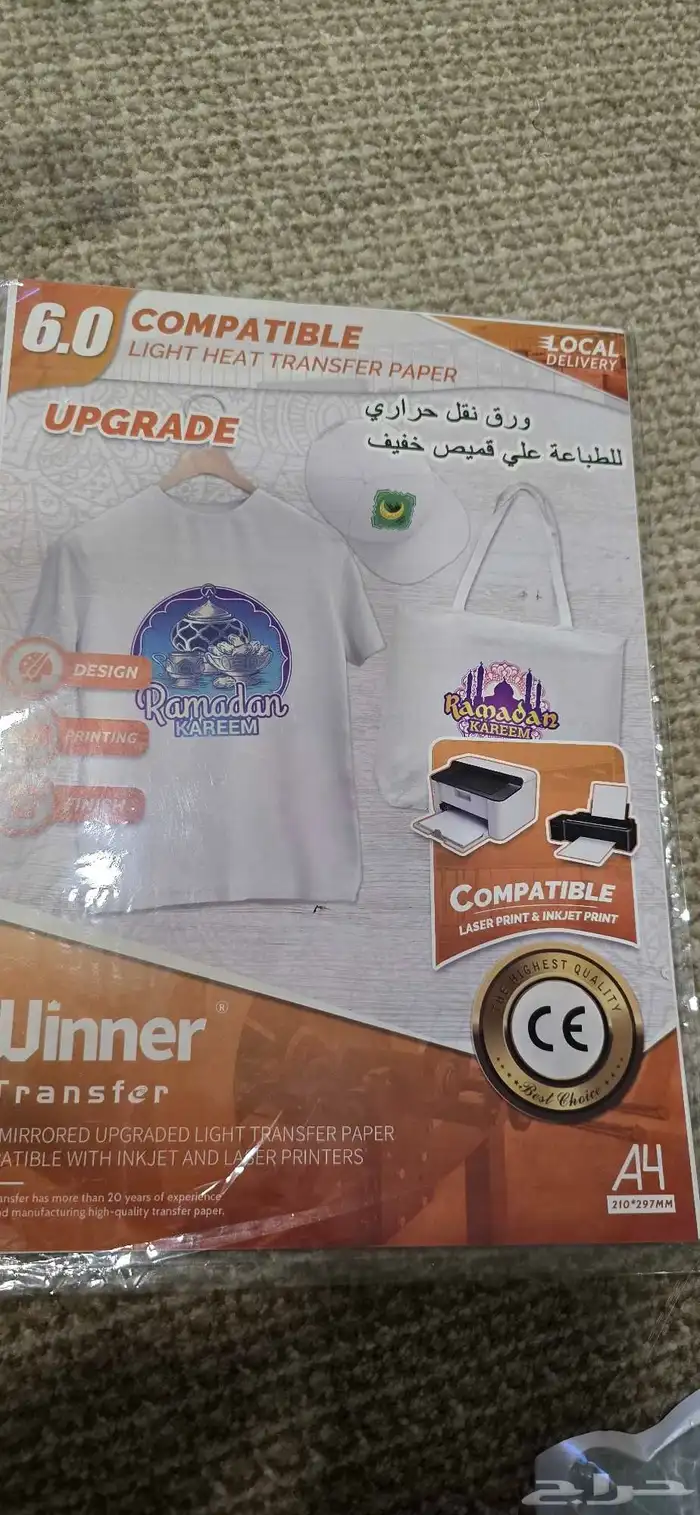 6.0 COMPATIBLE
LIGHT HEAT TRANSFER PAPER
LOCAL
DELIVERY
UPGRADE
ورق نقل حراري
للطباعة علي قميص خفيف
Ramadan
KAREEM
DESIGN
PRINTING
FINISH
Ramadan
KAREEM
COMPATIBLE
LASER PRINT & INKJET PRINT
THE HIGHEST QUALITY
CE
Best Choice
Winner®
Transfer
MIRRORED UPGRADED LIGHT TRANSFER PAPER
ATIBLE WITH INKJET AND LASER PRINTERS
ansfer has more than 20 years of experience
nd manufacturing high-quality transfer paper.
A4
210*297MM
حراج